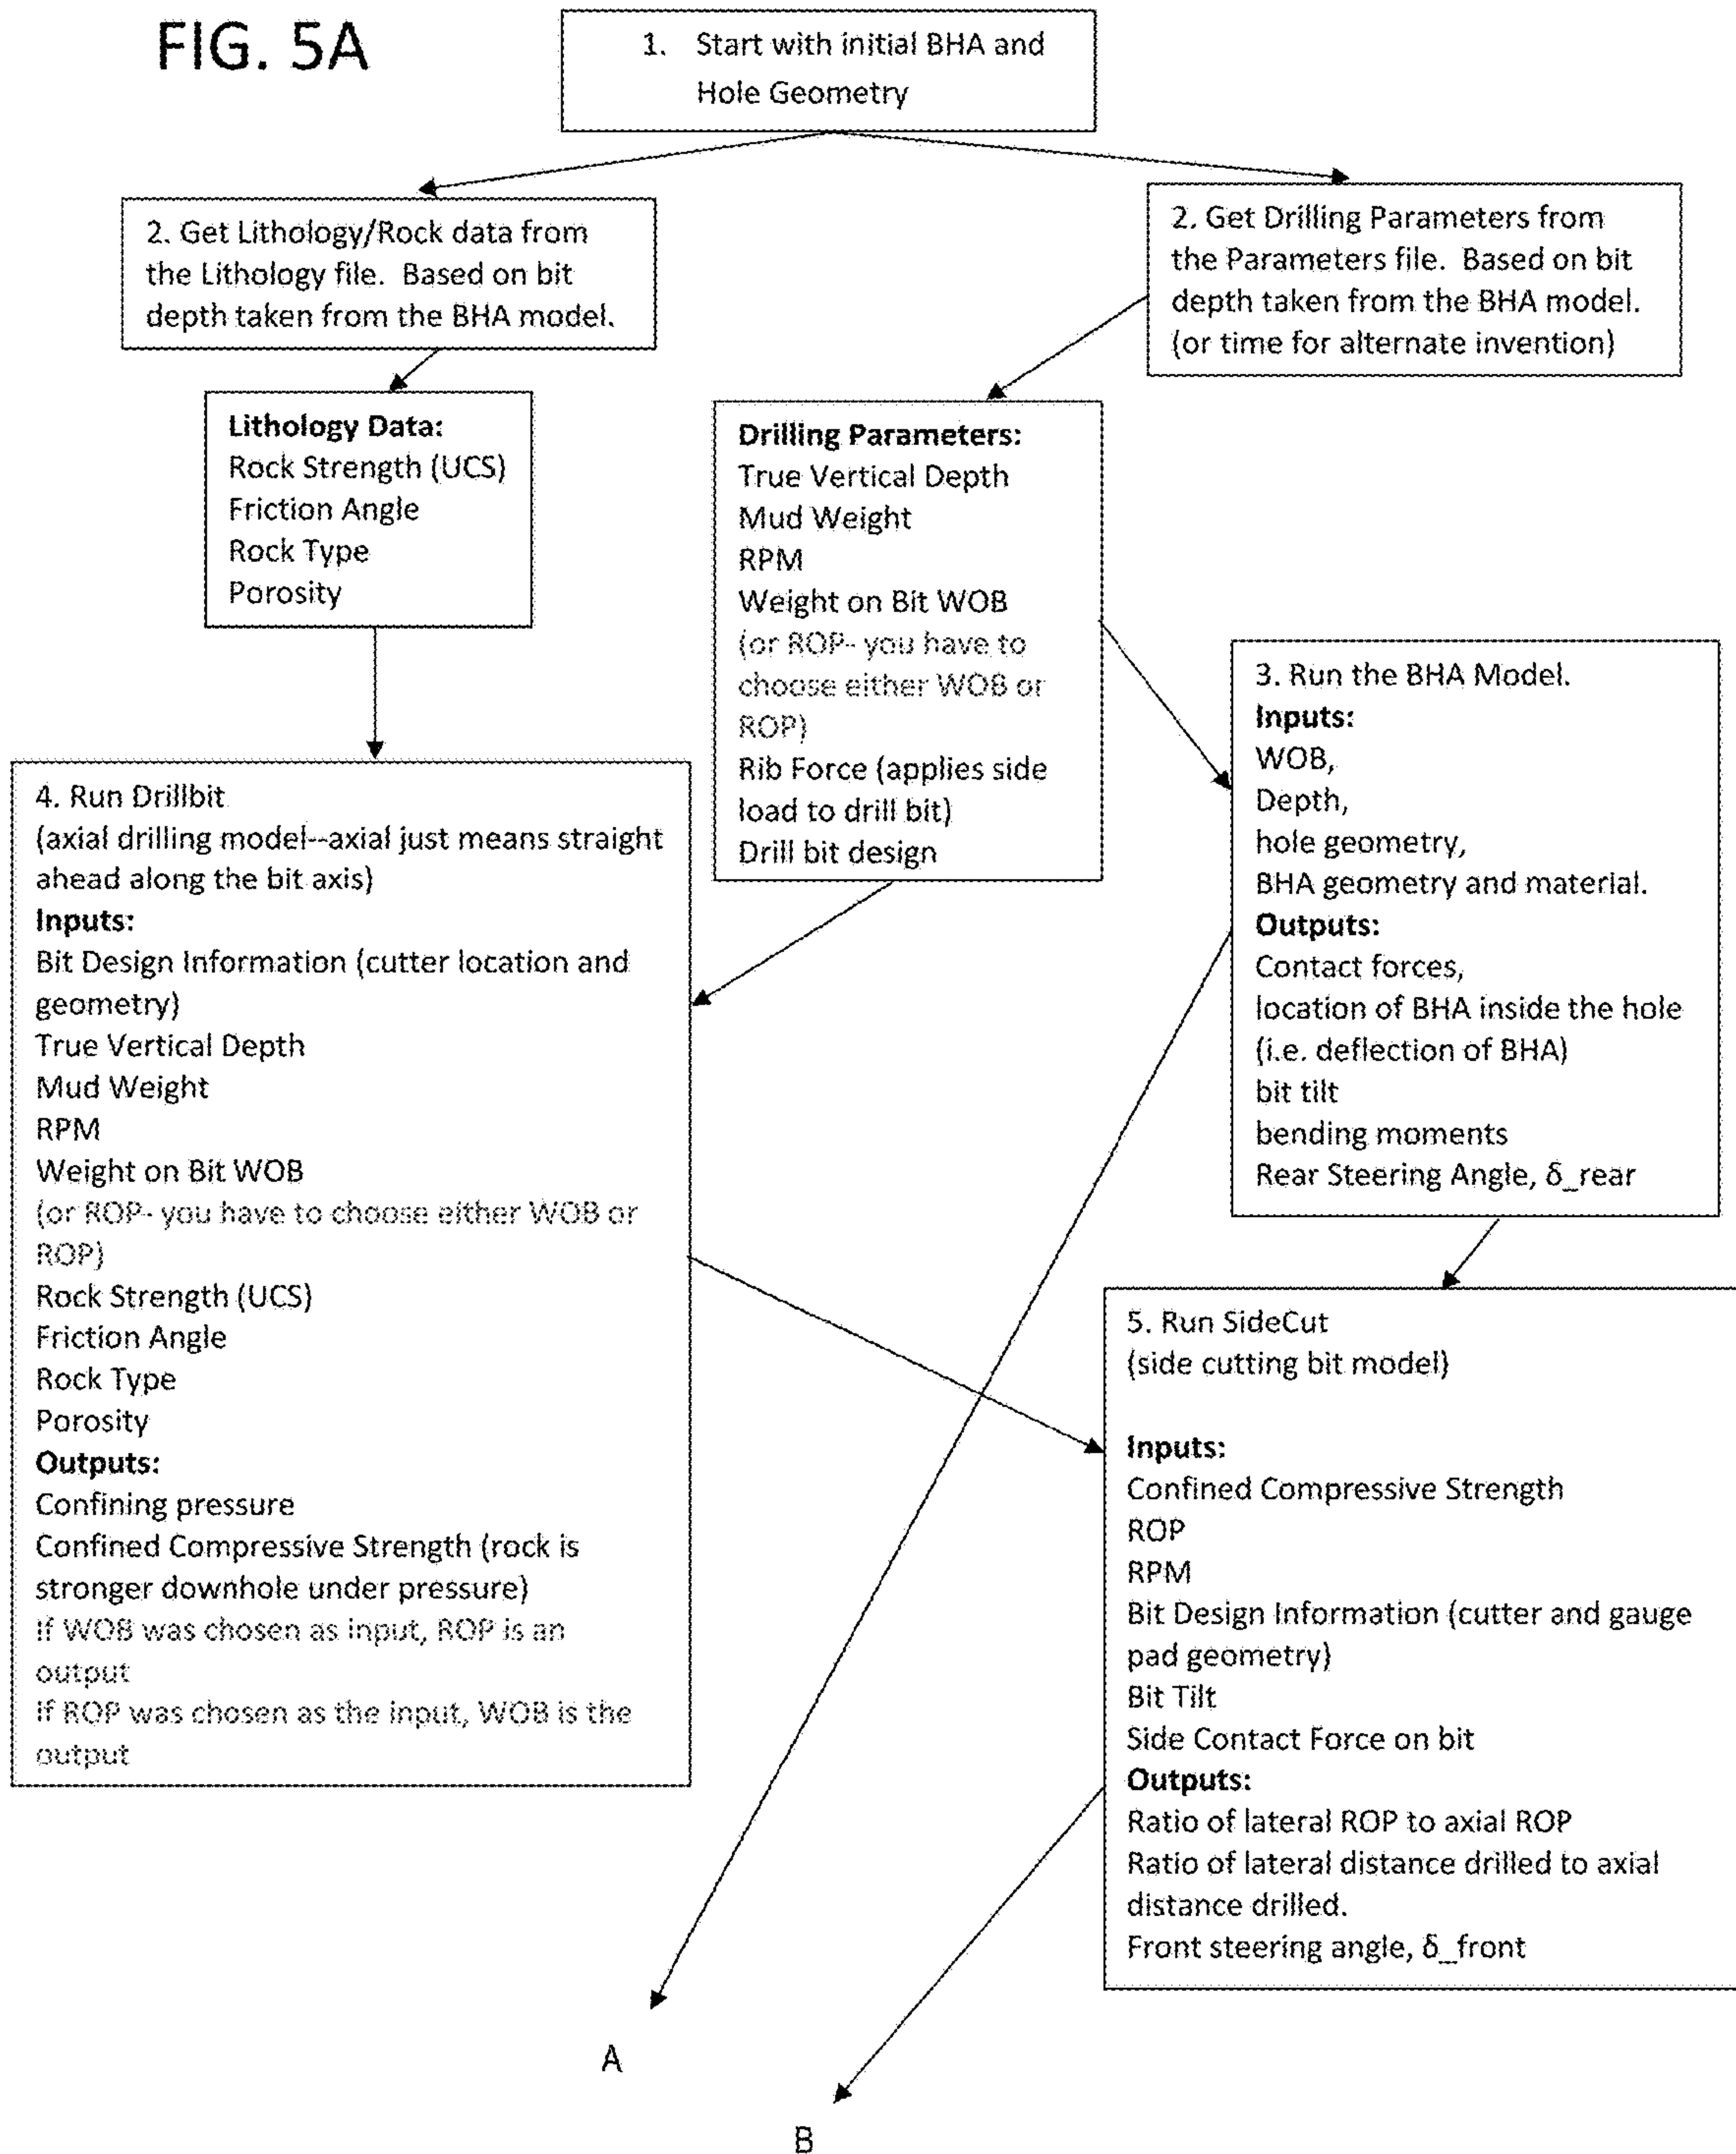 FIG. 5A
1. Start with initial BHA and
Hole Geometry
2. Get Lithology/Rock data from
the Lithology file. Based on bit
depth taken from the BHA model.
2. Get Drilling Parameters from
the Parameters file. Based on bit
depth taken from the BHA model.
(or time for alternate invention)
Lithology Data:
Rock Strength (UCS)
Friction Angle
Rock Type
Porosity
Drilling Parameters:
True Vertical Depth
Mud Weight
RPM
Weight on Bit WOB
(or ROP- you have to
choose either WOB or
ROP)
Rib Force (applies side
load to drill bit)
Drill bit design
3. Run the BHA Model.
Inputs:
WOB,
Depth,
hole geometry,
BHA geometry and material.
Outputs:
Contact forces,
location of BHA inside the hole
(i.e. deflection of BHA)
bit tilt
bending moments
Rear Steering Angle, δ_rear
4. Run Drillbit
(axial drilling model--axial just means straight
ahead along the bit axis)
Inputs:
Bit Design Information (cutter location and
geometry)
True Vertical Depth
Mud Weight
RPM
Weight on Bit WOB
(or ROP- you have to choose either WOB or
ROP)
Rock Strength (UCS)
Friction Angle
Rock Type
Porosity
Outputs:
Confining pressure
Confined Compressive Strength (rock is
stronger downhole under pressure)
If WOB was chosen as input, ROP is an
output
If ROP was chosen as the input, WOB is the
output
5. Run SideCut
(side cutting bit model)
Inputs:
Confined Compressive Strength
ROP
RPM
Bit Design Information (cutter and gauge
pad geometry)
Bit Tilt
Side Contact Force on bit
Outputs:
Ratio of lateral ROP to axial ROP
Ratio of lateral distance drilled to axial
distance drilled.
Front steering angle, δ_front
A
B